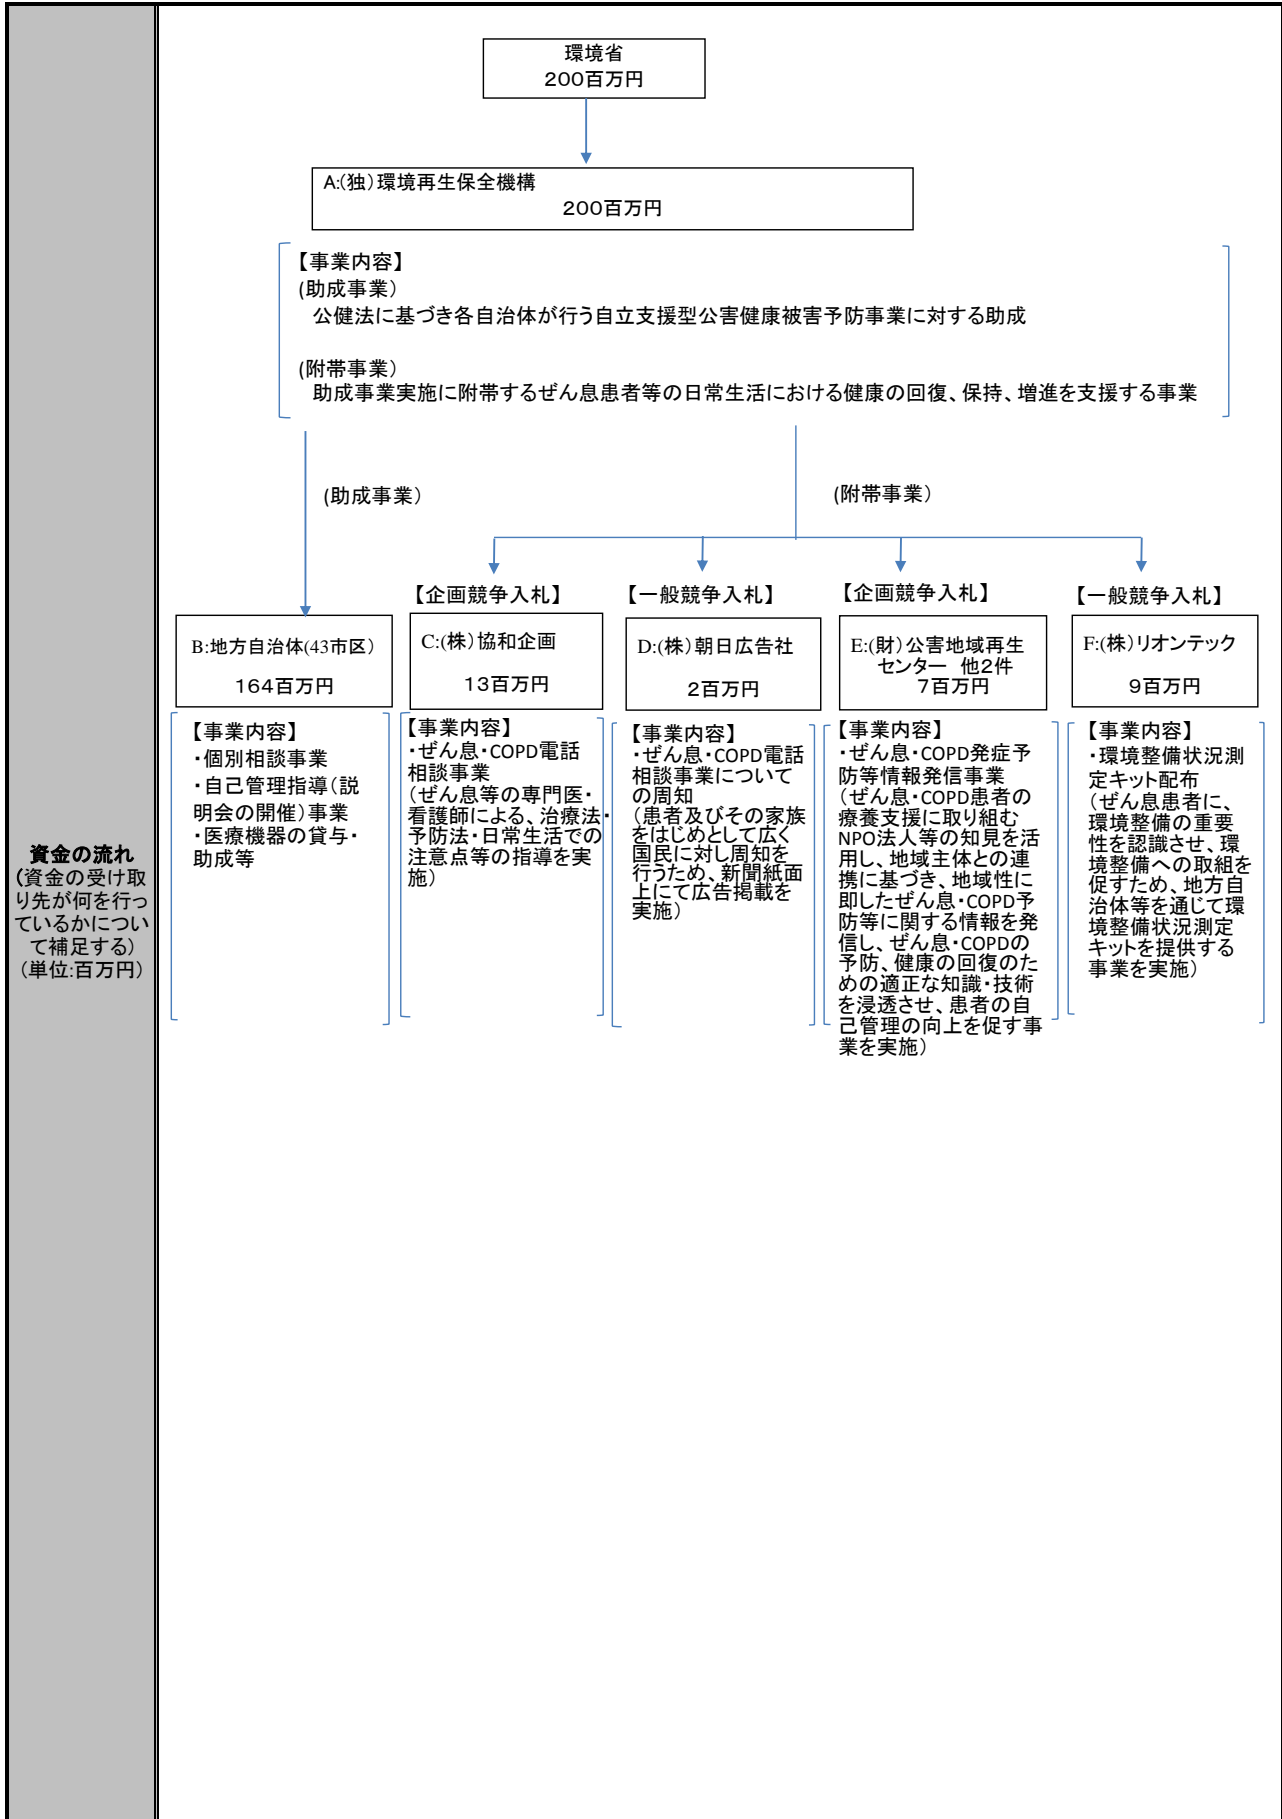 環境省
200百万円
A:(独)環境再生保全機構
200百万円
【事業内容】
(助成事業)
公健法に基づき各自治体が行う自立支援型公害健康被害予防事業に対する助成
(附帯事業)
助成事業実施に附帯するぜん息患者等の日常生活における健康の回復、保持、増進を支援する事業
(助成事業)
(附帯事業)
B:地方自治体(43市区)
164百万円
【事業内容】
・個別相談事業
・自己管理指導(説
明会の開催)事業
・医療機器の貸与・
助成等
【企画競争入札】
C:(株)協和企画
13百万円
【事業内容】
・ぜん息・COPD電話
相談事業
(ぜん息等の専門医・
看護師による、治療法・
予防法・日常生活での
注意点等の指導を実
施)
【一般競争入札】
D:(株)朝日広告社
2百万円
【事業内容】
・ぜん息・COPD電話
相談事業について
の周知
(患者及びその家族
をはじめとして広く
国民に対し周知を
行うため、新聞紙面
上にて広告掲載を
実施)
【企画競争入札】
E:(財)公害地域再生
センター 他2件
7百万円
【事業内容】
・ぜん息・COPD発症予
防等情報発信事業
(ぜん息・COPD患者の
療養支援に取り組む
NPO法人等の知見を活
用し、地域主体との連
携に基づき、地域性に
即したぜん息・COPD予
防等に関する情報を発
信し、ぜん息・COPDの
予防、健康の回復のた
めの適正な知識・技術
を浸透させ、患者の自
己管理の向上を促す事
業を実施)
【一般競争入札】
F:(株)リオンテック
9百万円
【事業内容】
・環境整備状況測
定キット配布
(ぜん息患者に、
環境整備の重要
性を認識させ、環
境整備への取組を
促すため、地方自
治体等を通じて環
境整備状況測定
キットを提供する
事業を実施)
資金の流れ
(資金の受け取
り先が何を行っ
ているかについ
て補足する)
(単位:百万円)